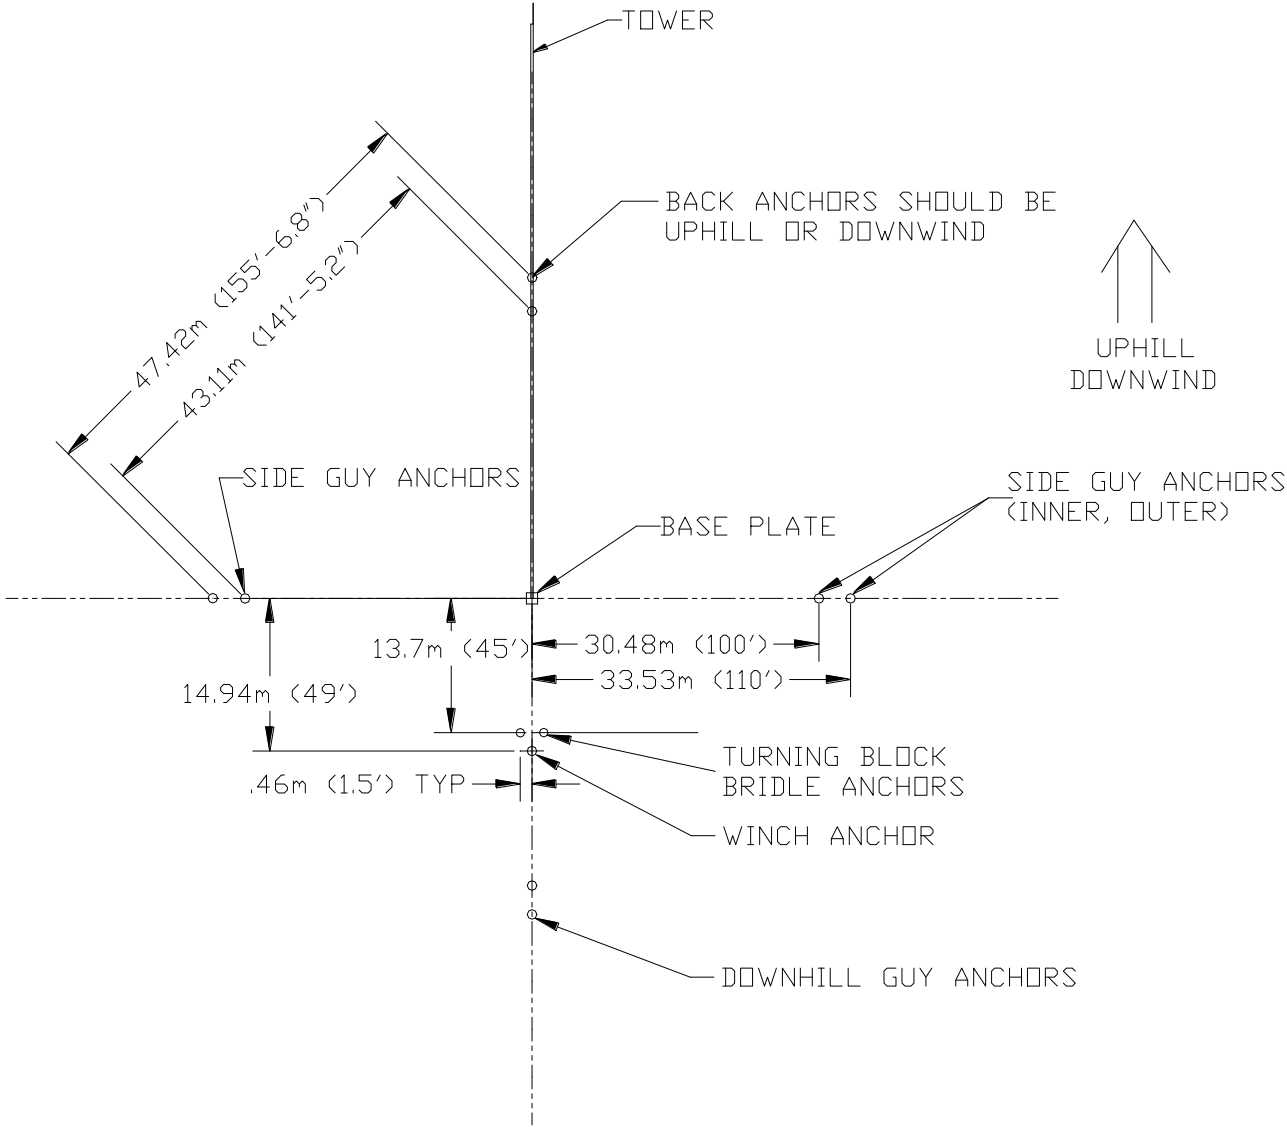 TOWER
BACK ANCHORS SHOULD BE
UPHILL OR DOWNWIND
47.42m (155'-6.8")
43.11m (141'-5.2")
UPHILL
DOWNWIND
SIDE GUY ANCHORS
SIDE GUY ANCHORS
(INNER, OUTER)
BASE PLATE
13.7m (45')
30.48m (100')
33.53m (110')
14.94m (49')
TURNING BLOCK
BRIDLE ANCHORS
.46m (1.5') TYP
WINCH ANCHOR
DOWNHILL GUY ANCHORS